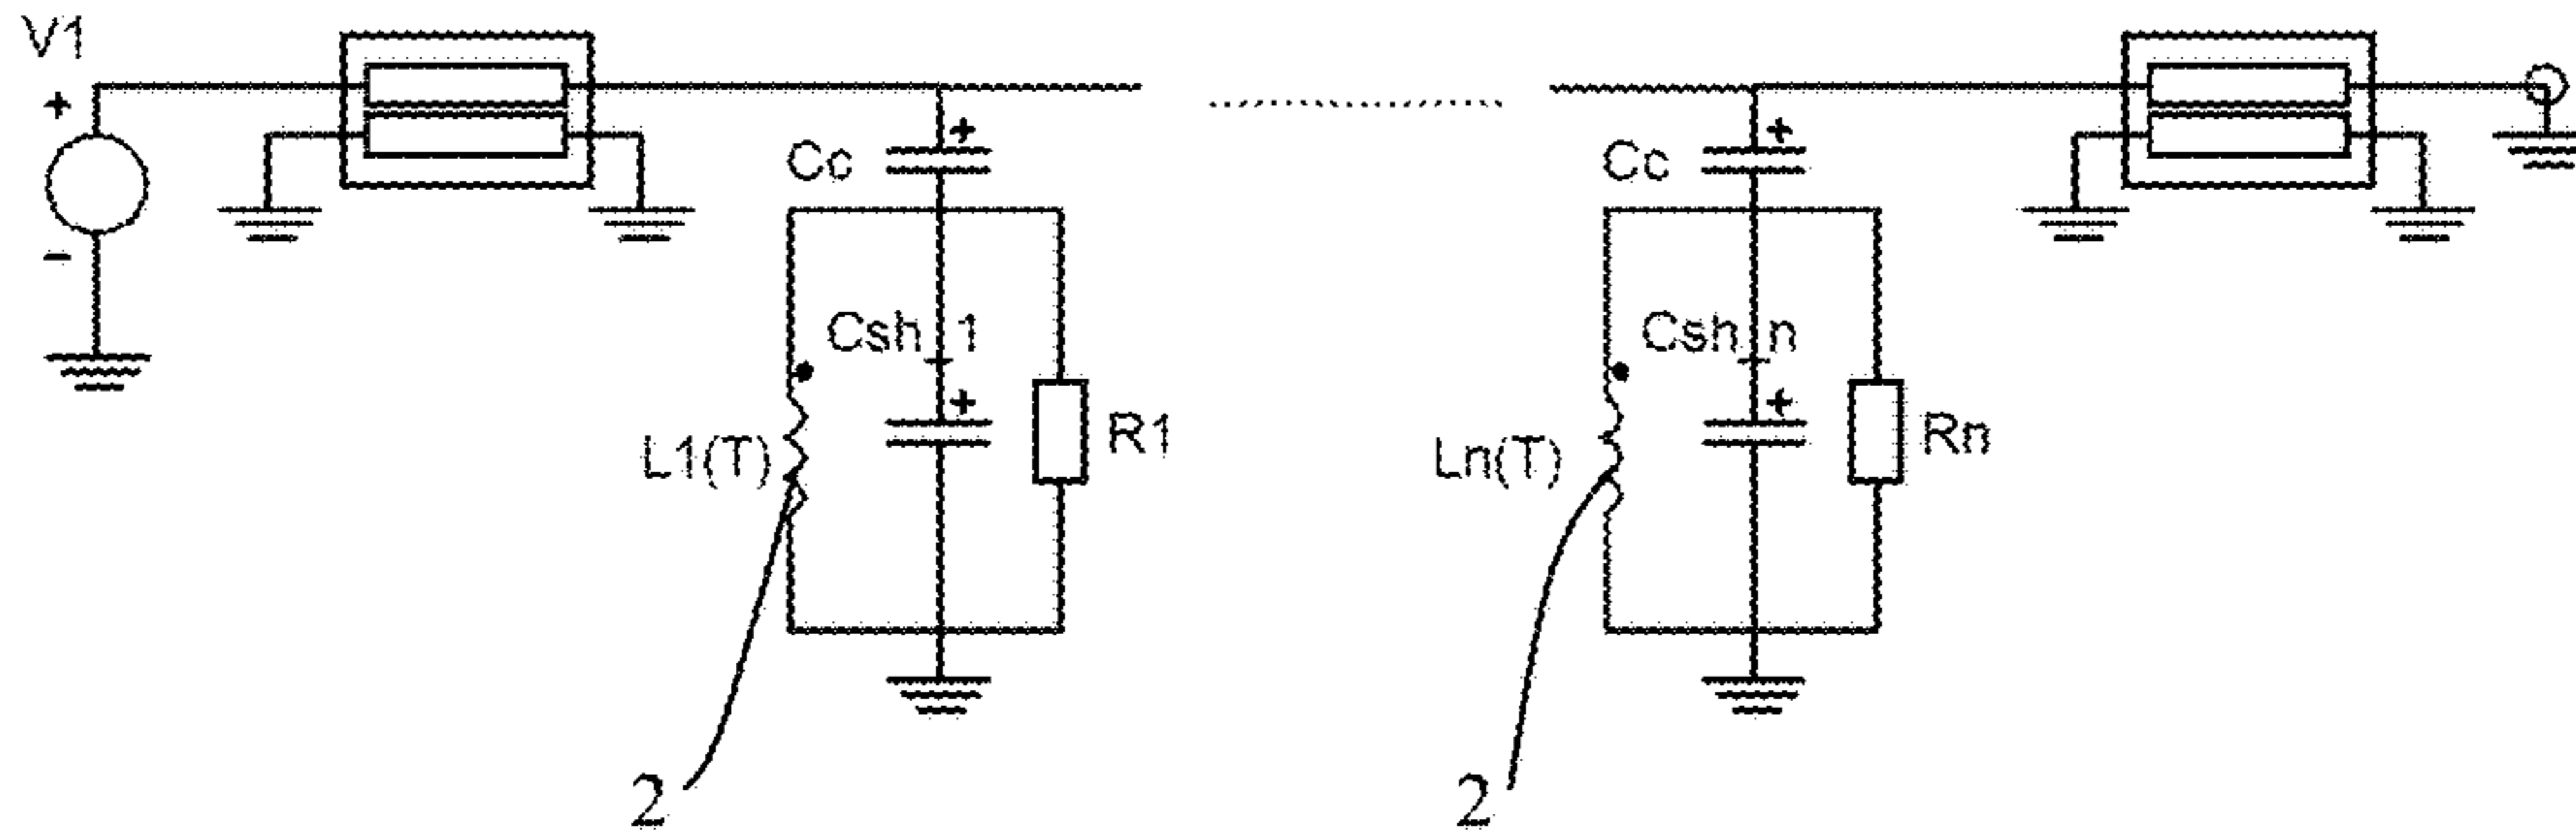 V1
+
-
Cc
+
Cc
+
Csh_1
+
Csh_n
+
L1(T)
R1
Ln(T)
Rn
2
2